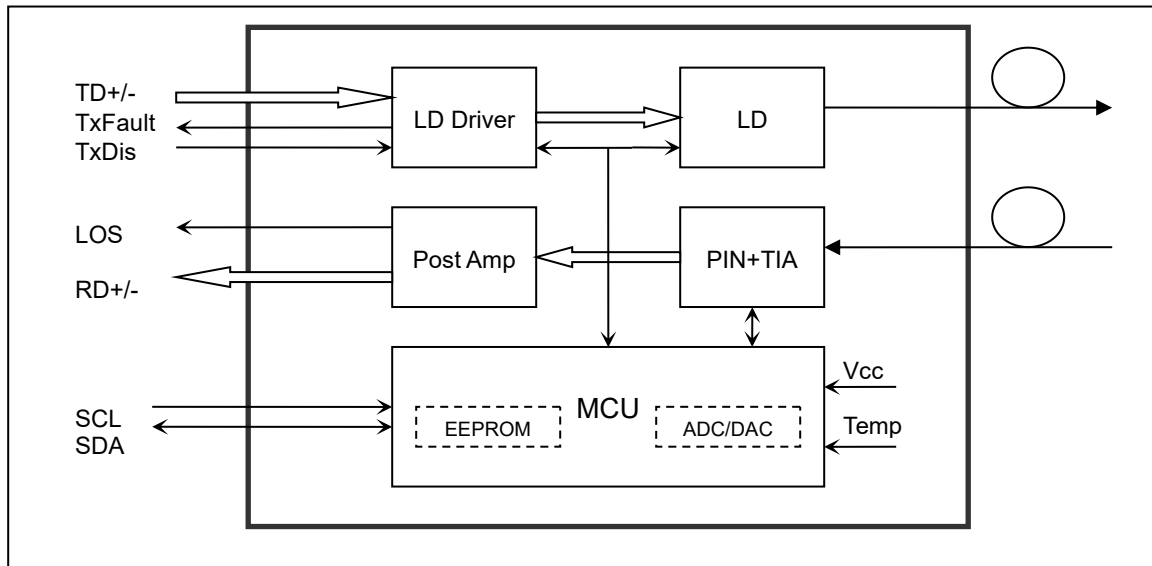 TD+/-
TxFault
TxDis
LD Driver
LD
LOS
RD+/-
Post Amp
PIN+TIA
SCL
SDA
MCU
EEPROM
ADC/DAC
Vcc
Temp